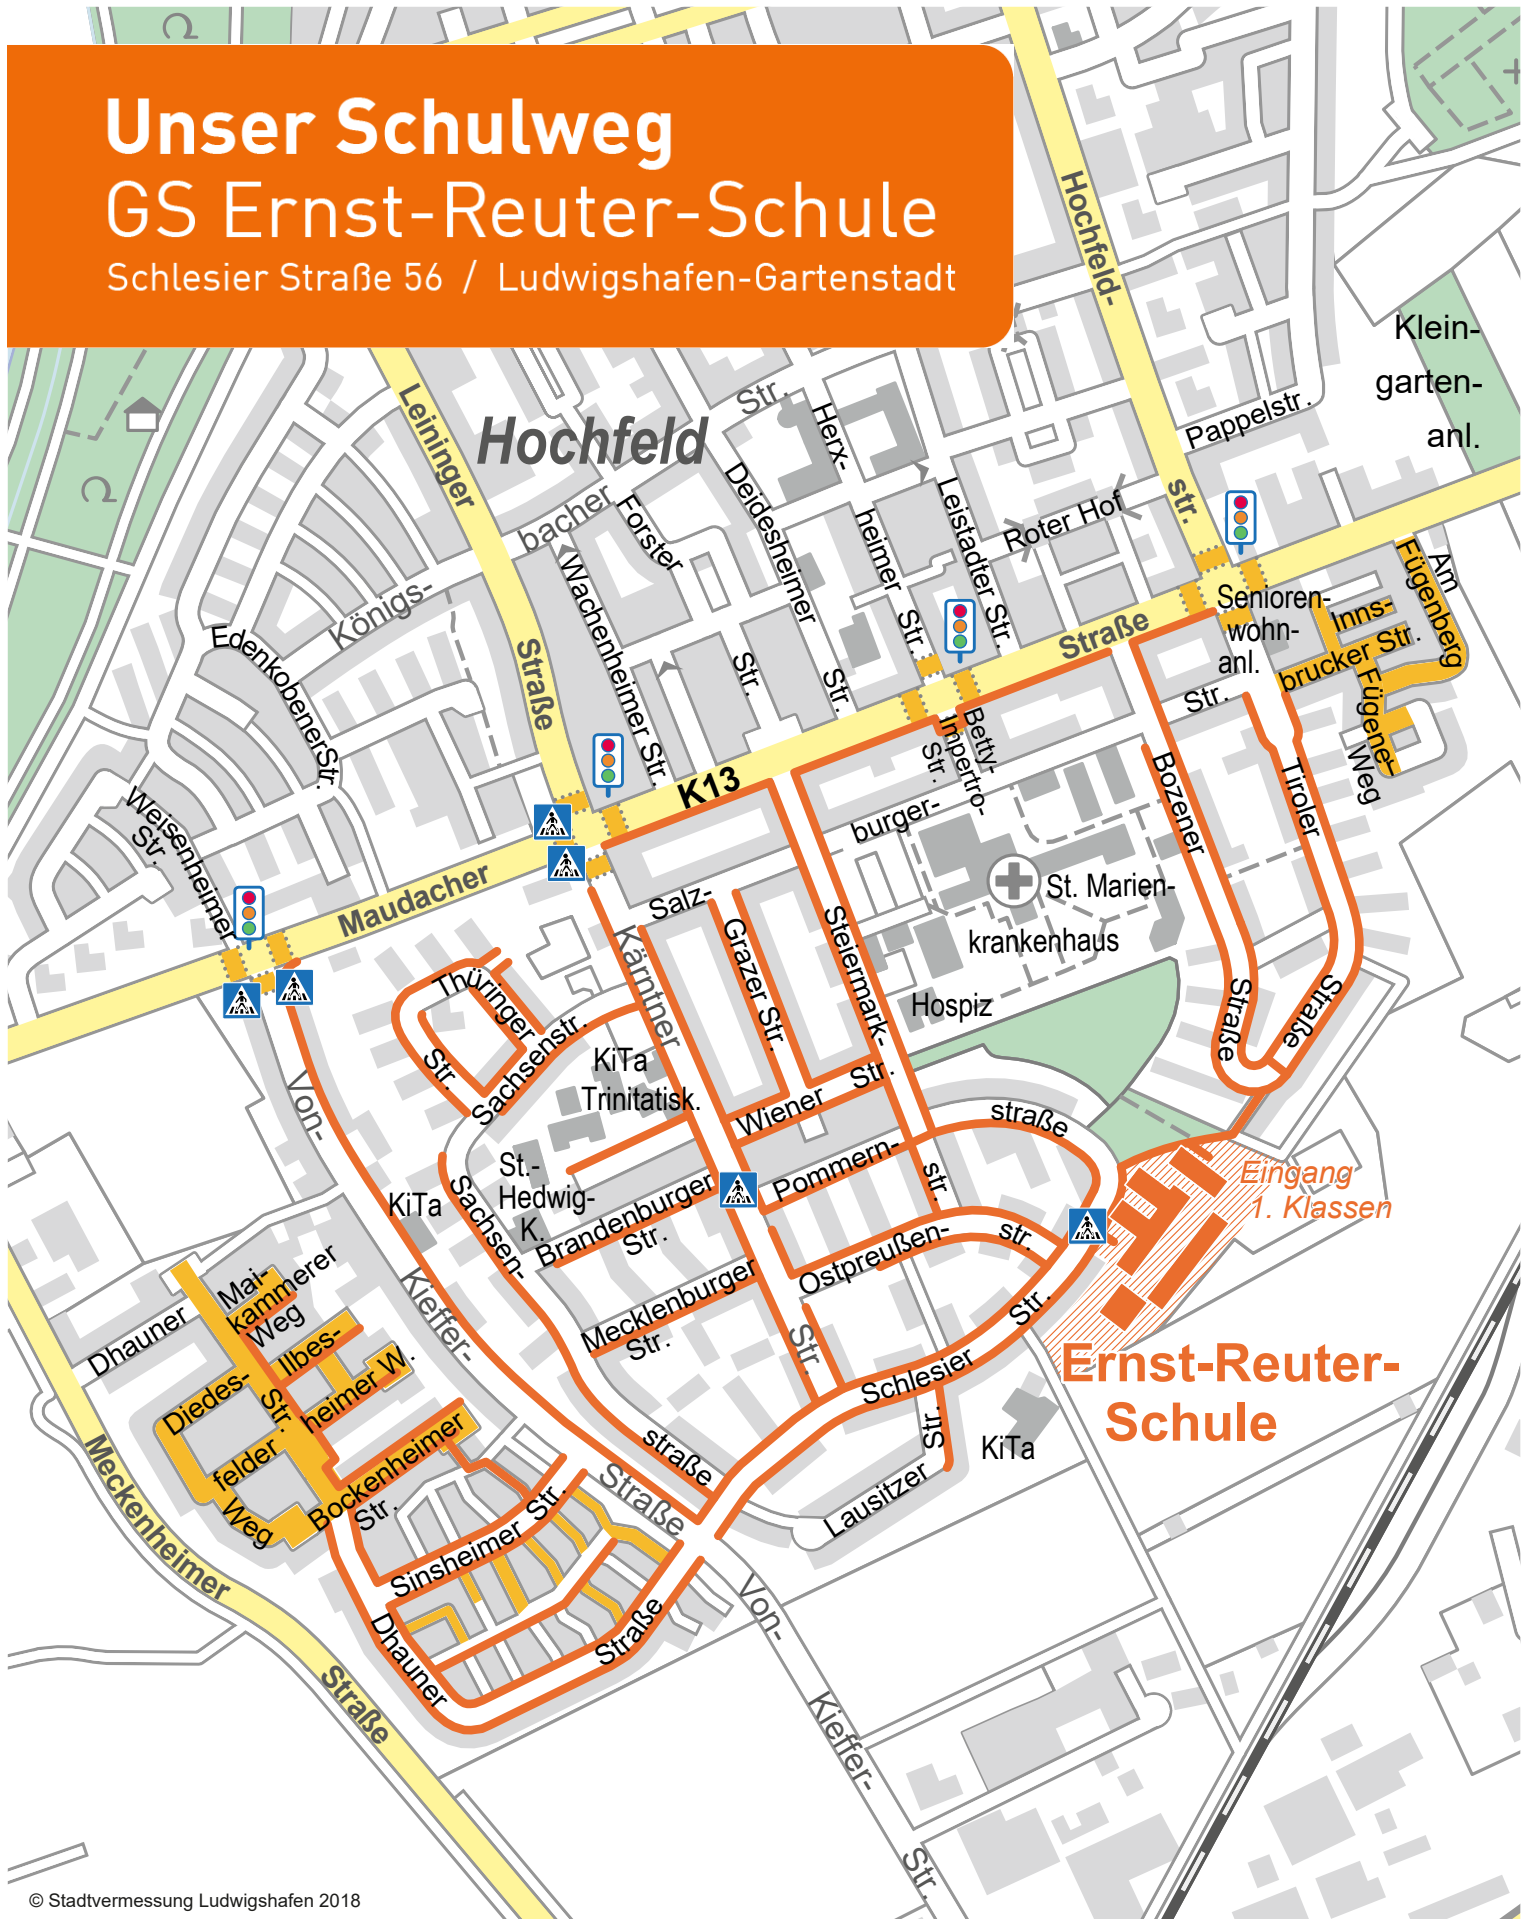 Unser Schulweg
GS Ernst-Reuter-Schule
Schlesier Straße 56 / Ludwigshafen-Gartenstadt
Hochfeld-
str.
Klein-
garten-
anl.
Pappelstr.
Leininger
Straße
Hochfeld
Str.
bacher
Königs-
Forster
Deidesheimer
Str.
Herx-
heimer
Str.
Leistadter Str.
Roter Hof
Wachenheimer Str.
Str.
Edenkobener Str.
Weisenheimer
Str.
Maudacher
K13
Straße
Senioren-
wohn-
anl.
Inns-
brucker Str.
Am
Fügenberg
Fügener
Weg
Str.
Betty-
Impertro-
Str.
burger-
Salz-
Bozener
Straße
Tiroler
Straße
St. Marien-
krankenhaus
Hospiz
Steiermark-
str.
Grazer Str.
Kärntner
Str.
Thüringer
Str.
Sachsenstr.
KiTa
Trinitatisk.
Wiener
Str.
straße
Pommern-
St.-
Hedwig-
K.
KiTa
Sachsen-
straße
Brandenburger
Str.
Mecklenburger
Str.
Ostpreußen-
str.
Eingang
1. Klassen
Ernst-Reuter-
Schule
Schlesier
Str.
KiTa
Lausitzer
Str.
Von-
Kieffer-
Straße
Dhauner
Str.
Mai-
kammerer
Weg
Ilbes-
heimer W.
Diedes-
felder
Weg
Bockenheimer
Str.
Sinsheimer Str.
Dhauner
Straße
Meckenheimer
Straße
Von-
Kieffer-
Str.
© Stadtvermessung Ludwigshafen 2018